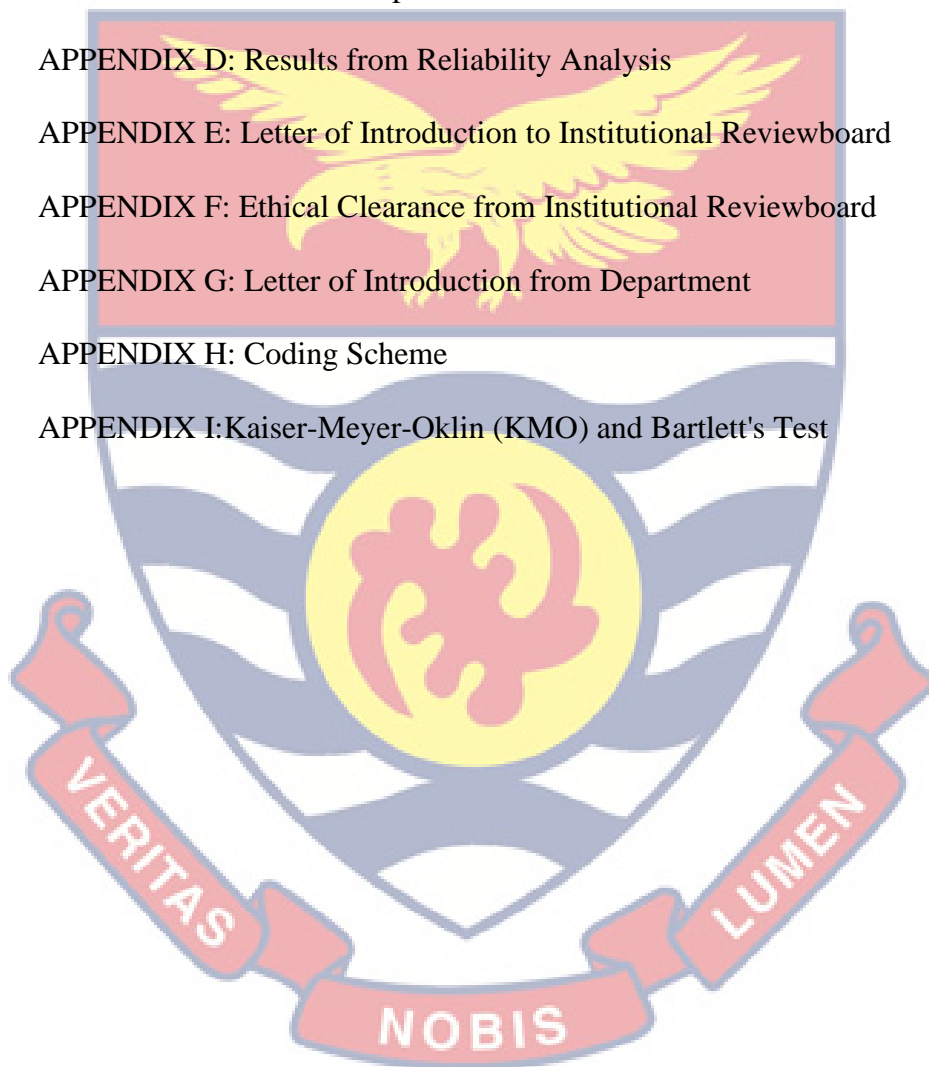 APPENDIX D: Results from Reliability Analysis
APPENDIX E: Letter of Introduction to Institutional Reviewboard
APPENDIX F: Ethical Clearance from Institutional Reviewboard
APPENDIX G: Letter of Introduction from Department
APPENDIX H: Coding Scheme
APPENDIX I:Kaiser-Meyer-Oklin (KMO) and Bartlett's Test
VERITAS
NOBIS
LUMEN